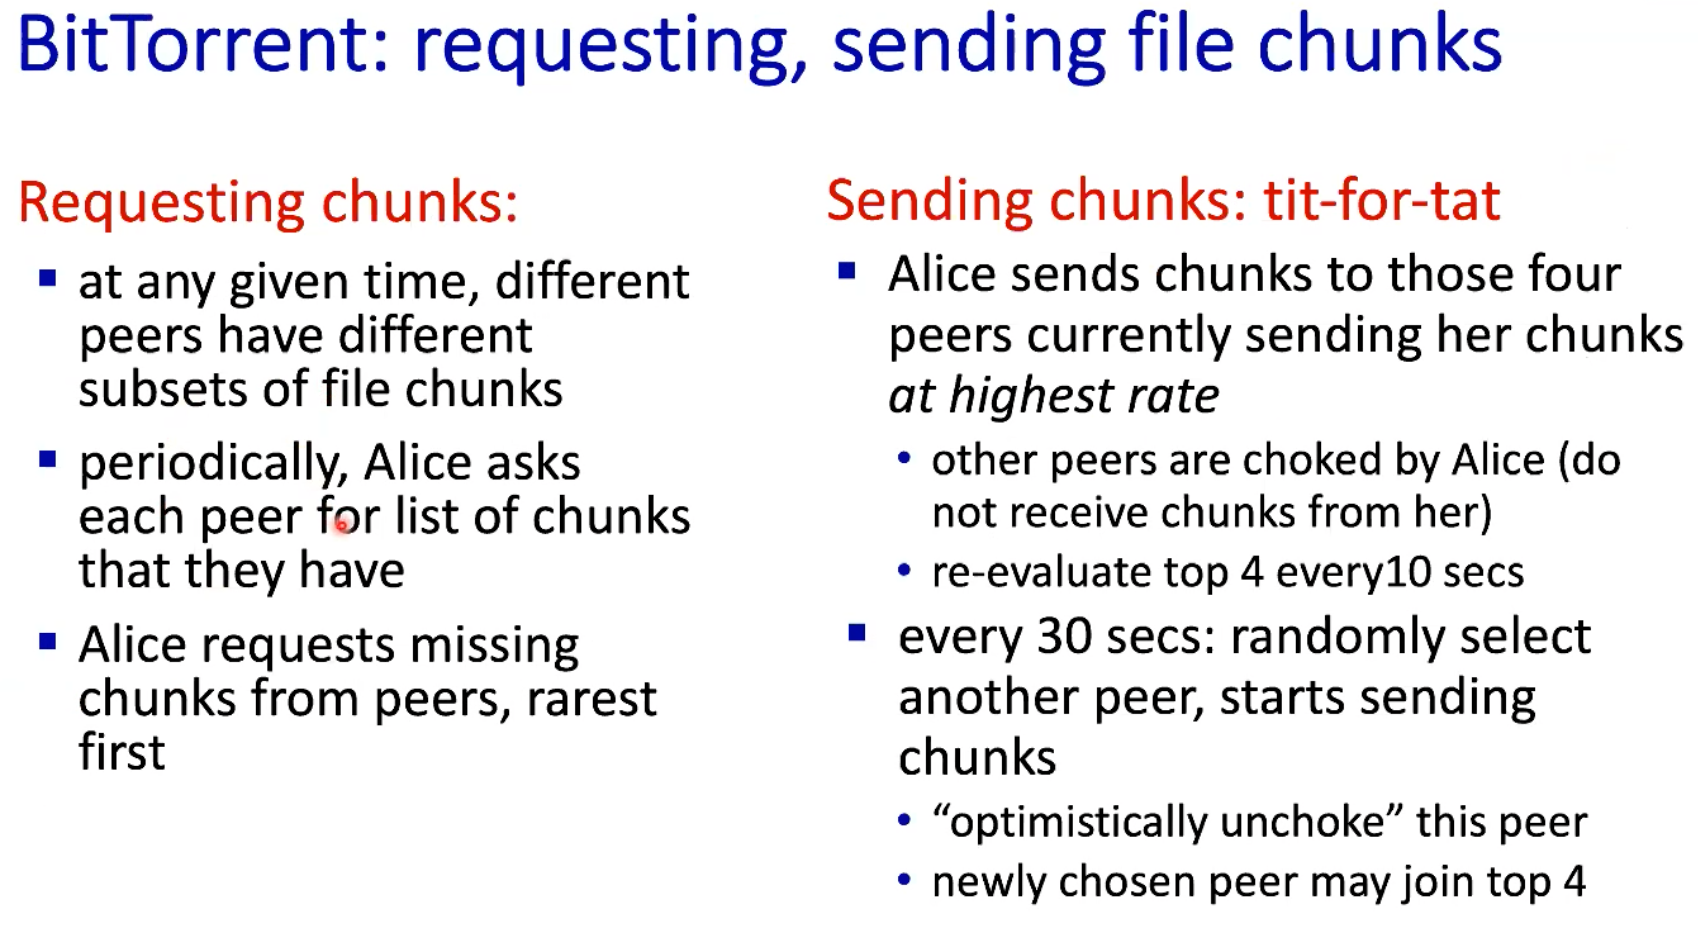 BitTorrent: requesting, sending file chunks
Requesting chunks:
▪ at any given time, different
peers have different
subsets of file chunks
▪ periodically, Alice asks
each peer for list of chunks
that they have
▪ Alice requests missing
chunks from peers, rarest
first
Sending chunks: tit-for-tat
▪ Alice sends chunks to those four
peers currently sending her chunks
at highest rate
• other peers are choked by Alice (do
not receive chunks from her)
• re-evaluate top 4 every10 secs
▪ every 30 secs: randomly select
another peer, starts sending
chunks
• “optimistically unchoke” this peer
• newly chosen peer may join top 4